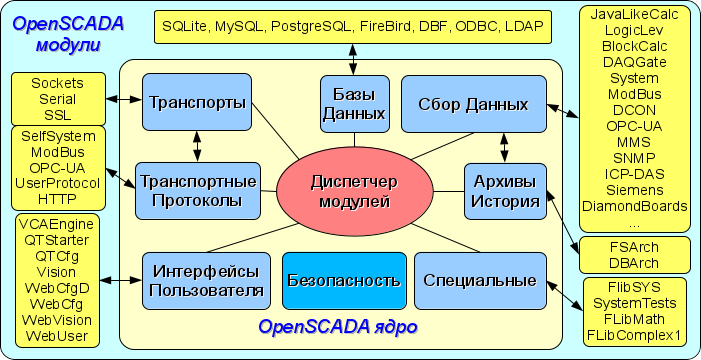 OpenSCADA
модули
SQLite, MySQL, PostgreSQL, FireBird, DBF, ODBC, LDAP
Sockets
Serial
SSL
SelfSystem
ModBus
OPC-UA
UserProtocol
HTTP
VCAEngine
QTStarter
QTCfg
Vision
WebCfgD
WebCfg
WebVision
WebUser
Транспорты
Базы
Данных
Сбор Данных
Транспортные
Протоколы
Диспетчер
модулей
Архивы
История
Интерфейсы
Пользователя
Безопасность
Специальные
OpenSCADA ядро
JavaLikeCalc
LogicLev
BlockCalc
DAQGate
System
ModBus
DCON
OPC-UA
MMS
SNMP
ICP-DAS
Siemens
DiamondBoards
...
FSArch
DBArch
FlibSYS
SystemTests
FLibMath
FLibComplex1